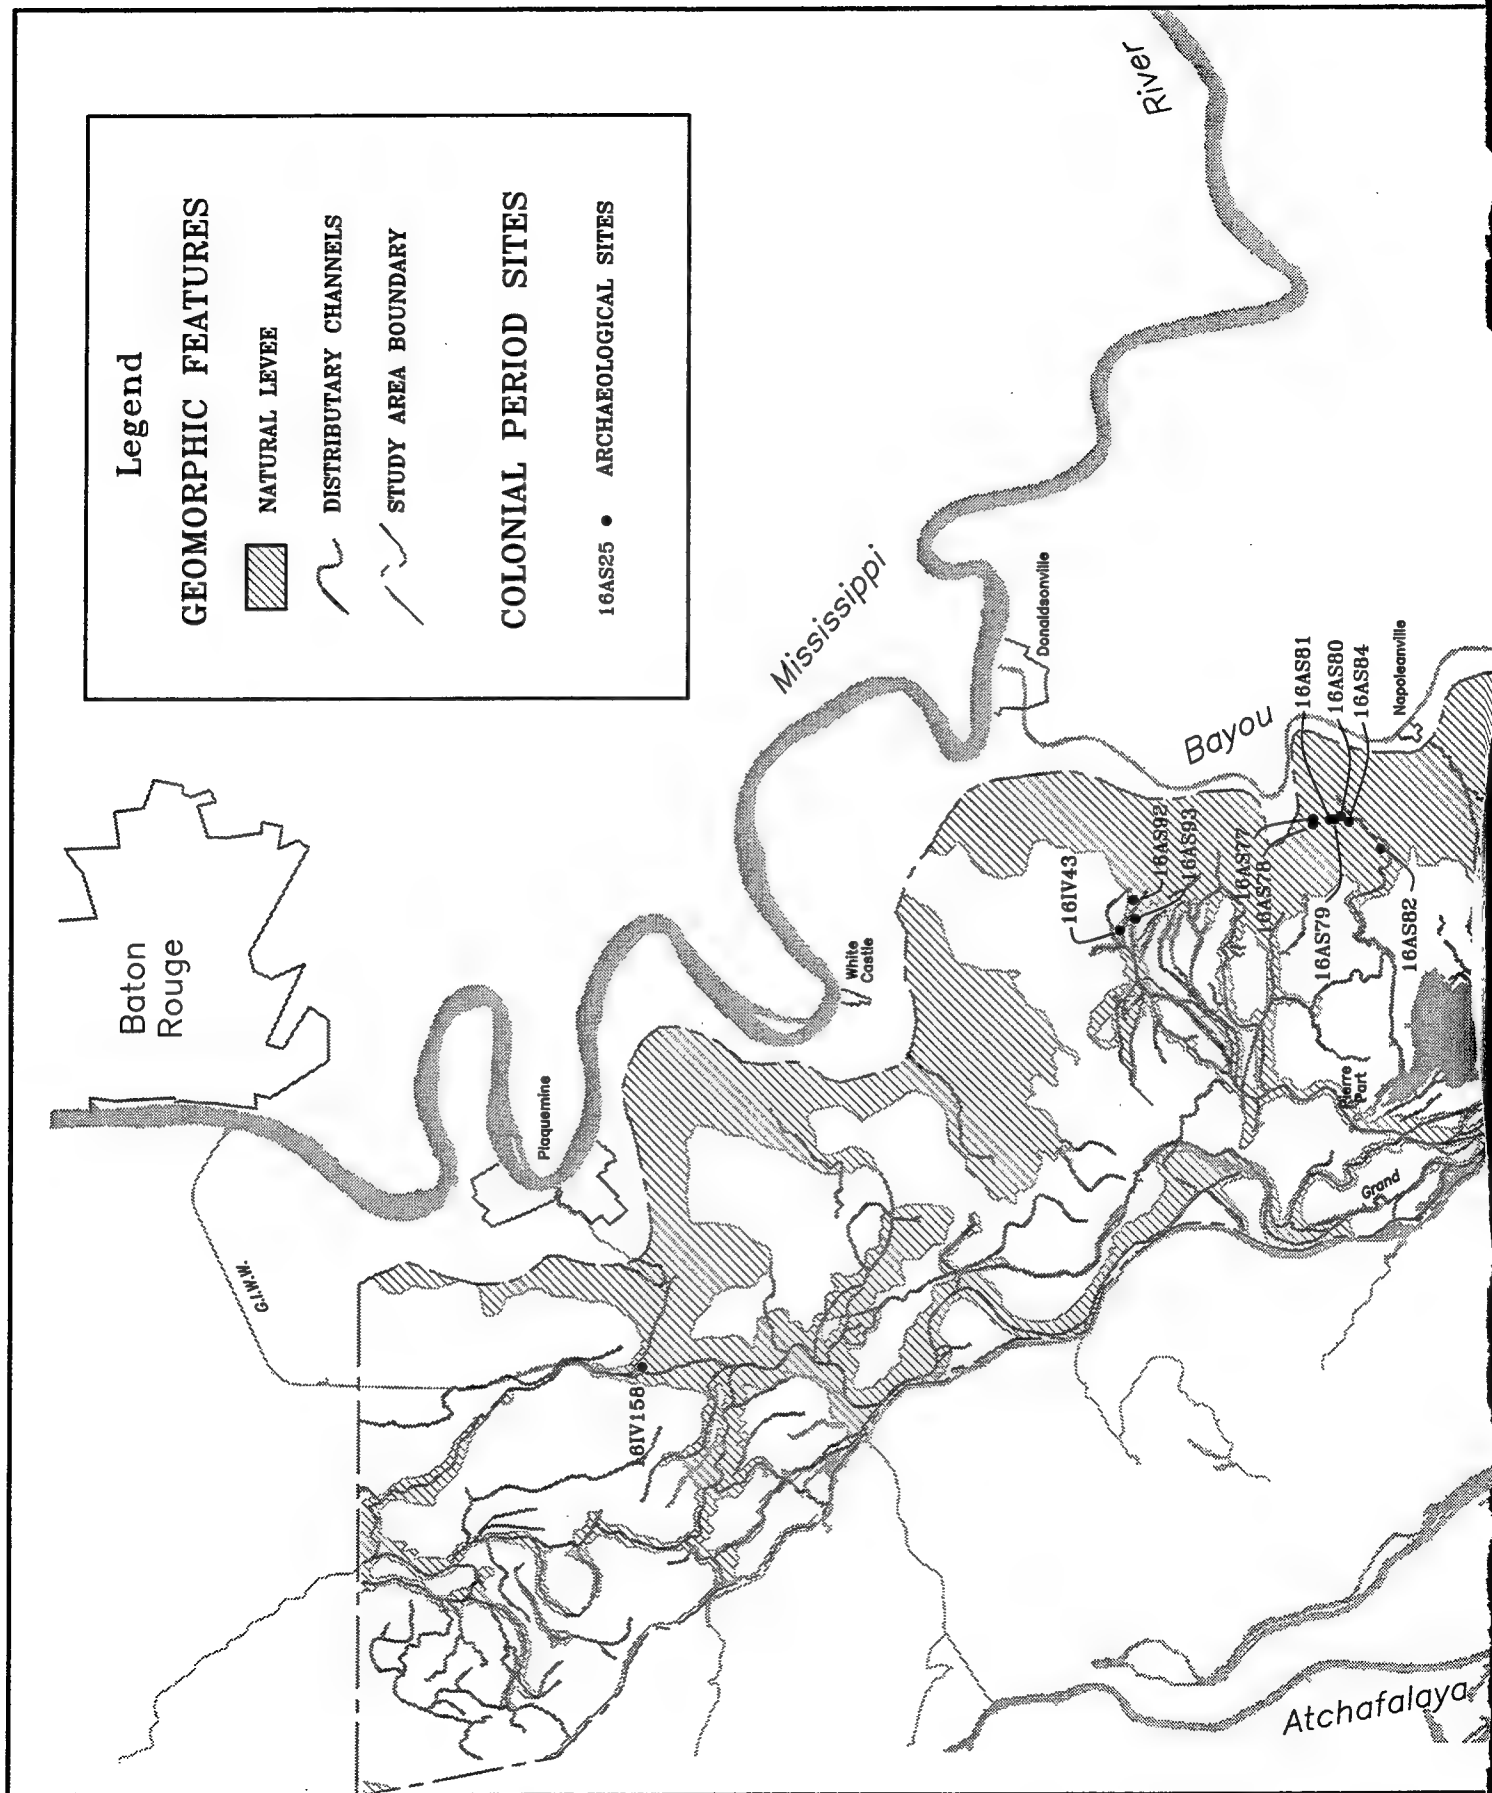 Legend
GEOMORPHIC FEATURES
NATURAL LEVEE
DISTRIBUTARY CHANNELS
STUDY AREA BOUNDARY
COLONIAL PERIOD SITES
16AS25 • ARCHAEOLOGICAL SITES
Baton
Rouge
G.I.W.W.
Plaquemine
White
Castle
Mississippi
River
Donaldsonville
Bayou
Napoleonville
16AS81
16AS80
16AS84
16IV43
16AS92
16AS93
16AS77
16AS78
16AS79
16AS82
16IV158
Pierre
Part
Grand
Atchafalaya